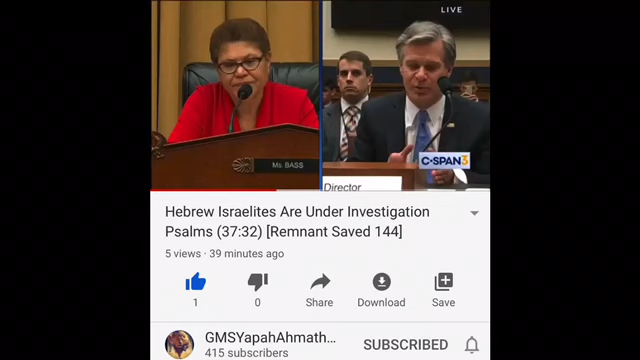 LIVE
Ms. BASS
C-SPAN3
Director
Hebrew Israelites Are Under Investigation
Psalms (37:32) [Remnant Saved 144]
5 views · 39 minutes ago
1
0
Share
Download
Save
GMSYapahAhmath...
415 subscribers
SUBSCRIBED